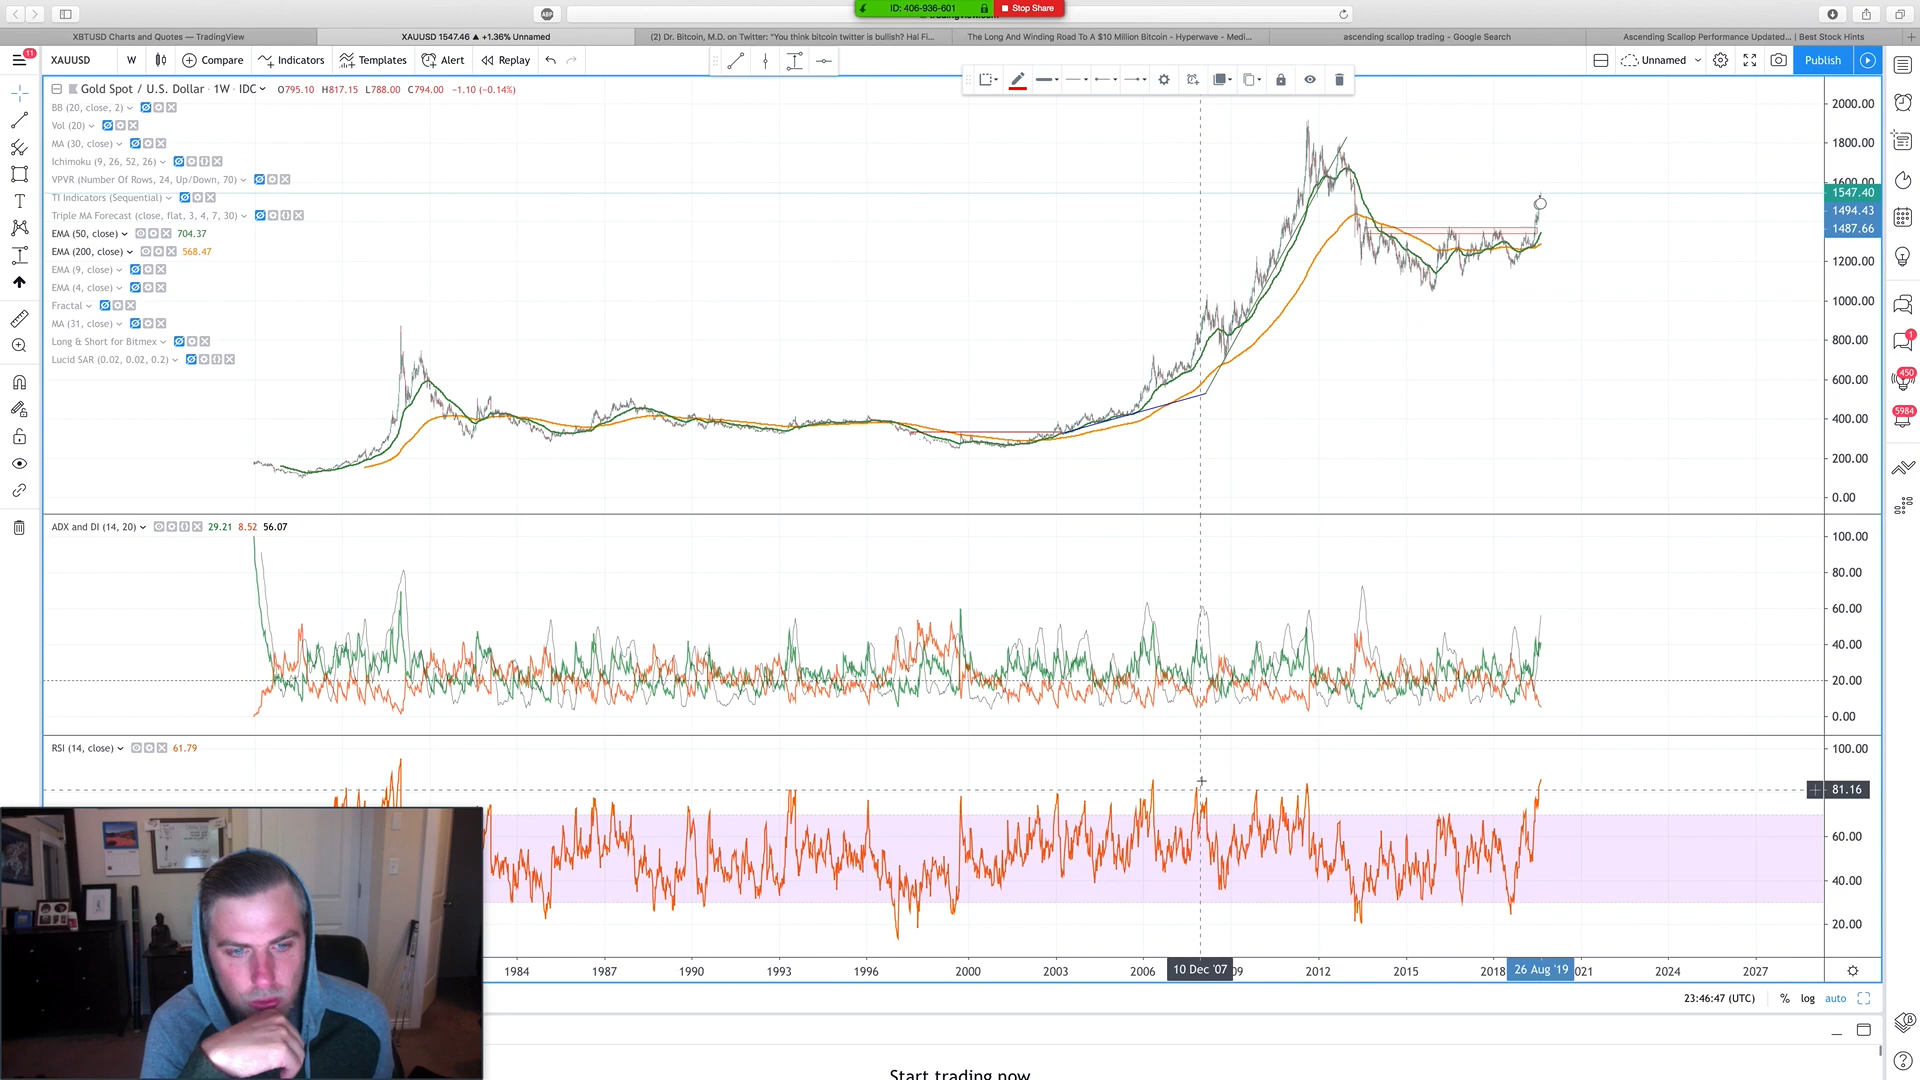 ID: 406-936-601
Stop Share
ABP
XBTUSD Charts and Quotes — TradingView
XAUUSD 1547.46 ▲ +1.36% Unnamed
(2) Dr. Bitcoin, M.D. on Twitter: "You think bitcoin twitter is bullish? Hal Fi...
The Long And Winding Road To A $10 Million Bitcoin - Hyperwave - Medi...
ascending scallop trading - Google Search
Ascending Scallop Performance Updated... | Best Stock Hints
11
XAUUSD
W
Compare
Indicators
Templates
Alert
Replay
Unnamed
Publish
Gold Spot / U.S. Dollar · 1W · IDC
O795.10 H817.15 L788.00 C794.00 −1.10 (−0.14%)
BB (20, close, 2)
Vol (20)
MA (30, close)
Ichimoku (9, 26, 52, 26)
VPVR (Number Of Rows, 24, Up/Down, 70)
TI Indicators (Sequential)
Triple MA Forecast (close, flat, 3, 4, 7, 30)
EMA (50, close) 704.37
EMA (200, close) 568.47
EMA (9, close)
EMA (4, close)
Fractal
MA (31, close)
Long & Short for Bitmex
Lucid SAR (0.02, 0.02, 0.2)
2000.00
1800.00
1600.00
1547.40
1494.43
1487.66
1200.00
1000.00
800.00
600.00
400.00
200.00
0.00
1
450
5984
ADX and DI (14, 20) 29.21 8.52 56.07
100.00
80.00
60.00
40.00
20.00
0.00
RSI (14, close) 61.79
100.00
81.16
60.00
40.00
20.00
1984
1987
1990
1993
1996
2000
2003
2006
10 Dec '07
09
2012
2015
2018
26 Aug '19
021
2024
2027
23:46:47 (UTC)
%
log
auto
Start trading now